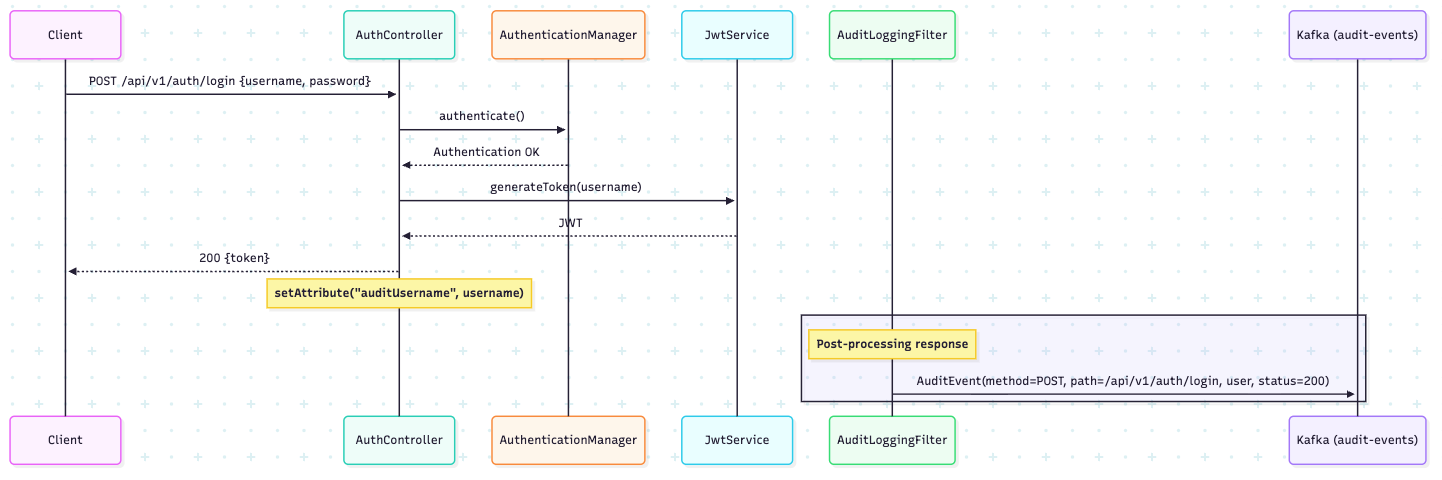 Client
AuthController
AuthenticationManager
JwtService
AuditLoggingFilter
Kafka (audit-events)
POST /api/v1/auth/login {username, password}
authenticate()
Authentication OK
generateToken(username)
JWT
200 {token}
setAttribute("auditUsername", username)
Post-processing response
AuditEvent(method=POST, path=/api/v1/auth/login, user, status=200)
Client
AuthController
AuthenticationManager
JwtService
AuditLoggingFilter
Kafka (audit-events)